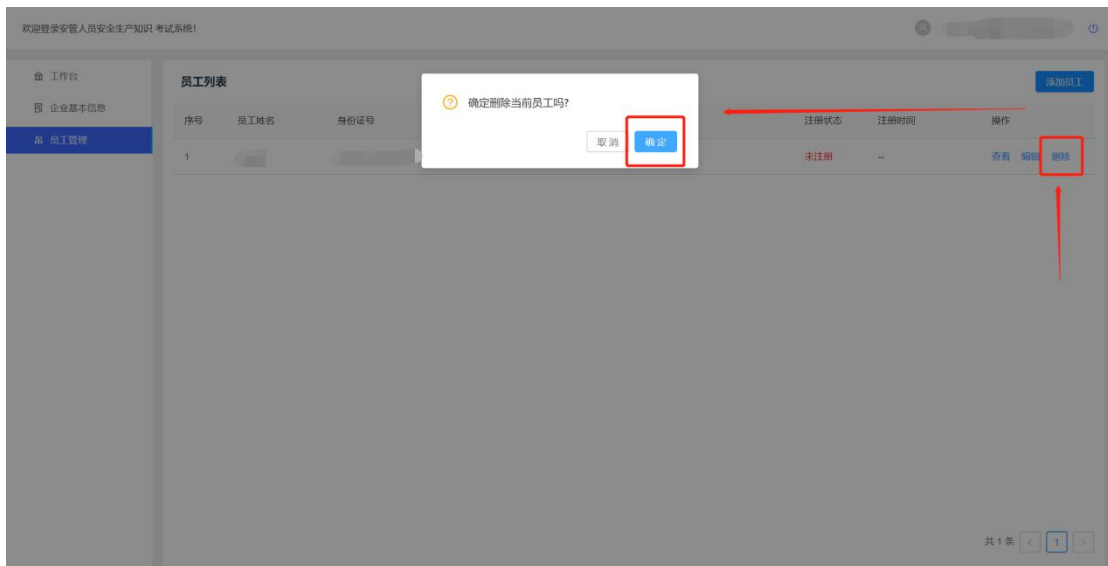 欢迎登录安管人员安全生产知识 考试系统！
工作台
企业基本信息
员工管理
员工列表
添加员工
序号 员工姓名 身份证号 注册状态 注册时间 操作
1 未注册 -- 查看 编辑 删除
确定删除当前员工吗?
取消 确定
共1条 < 1 >